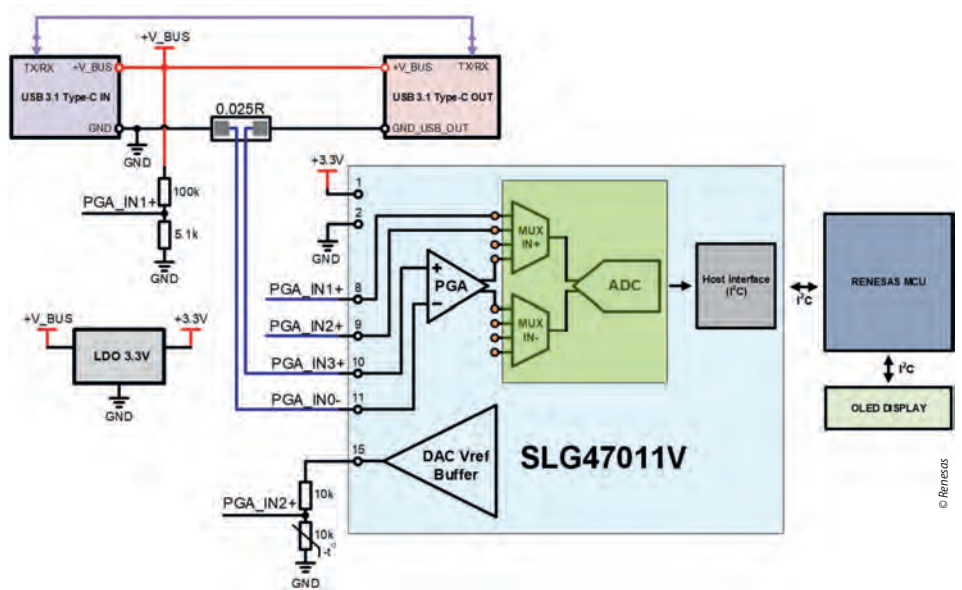 +V_BUS
TX/RX
+V_BUS
USB 3.1 Type-C IN
GND
GND
0.025R
+V_BUS
TX/RX
USB 3.1 Type-C OUT
GND_USB_OUT
100k
PGA_IN1+
5.1k
GND
+3.3V
1
2
GND
MUX
IN+
PGA
+
−
ADC
MUX
IN-
Host Interface
(I²C)
I²C
RENESAS MCU
I²C
OLED DISPLAY
PGA_IN1+
8
PGA_IN2+
9
PGA_IN3+
10
PGA_IN0-
11
+V_BUS
+3.3V
LDO 3.3V
GND
15
DAC Vref
Buffer
SLG47011V
10k
PGA_IN2+
10k
-t°
GND
© Renesas